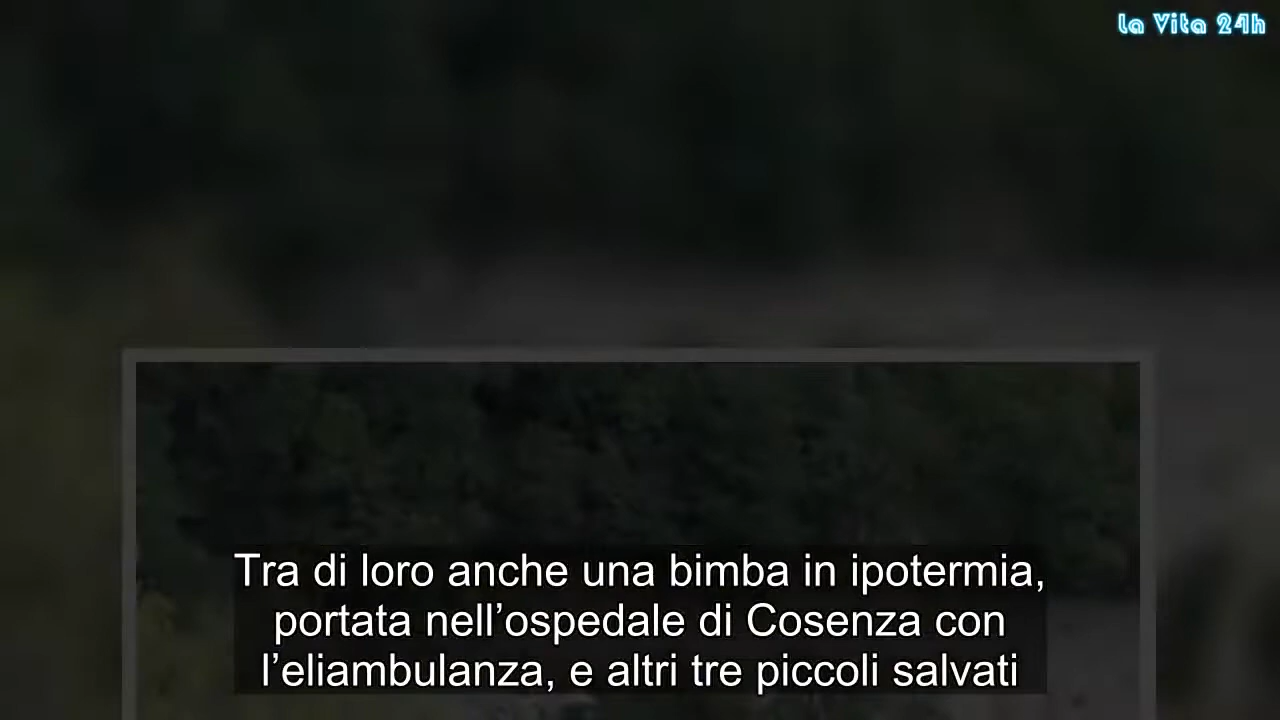 La Vita 24h
Tra di loro anche una bimba in ipotermia,
portata nell’ospedale di Cosenza con
l’eliambulanza, e altri tre piccoli salvati